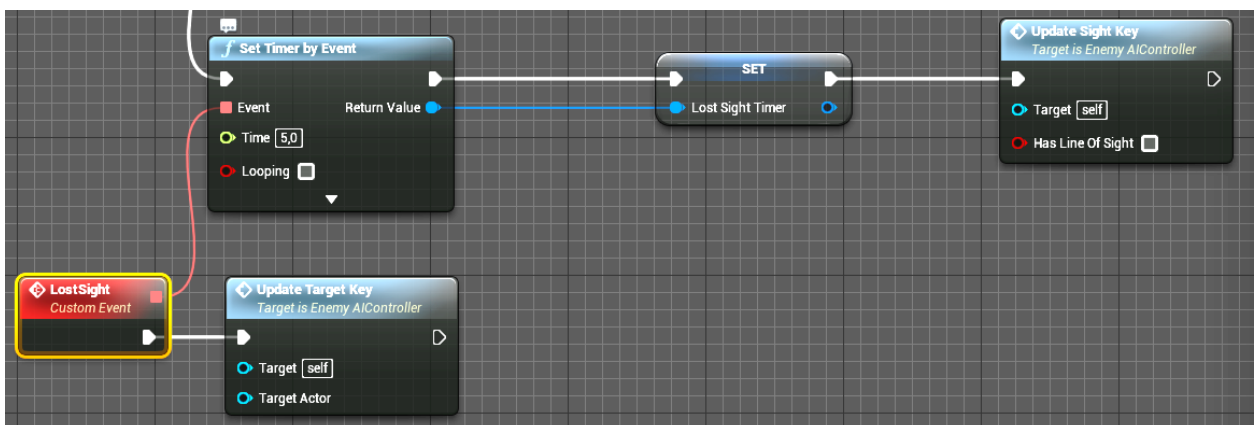 f Set Timer by Event
Event Return Value
Time 5,0
Looping
SET
Lost Sight Timer
Update Sight Key
Target is Enemy AIController
Target self
Has Line Of Sight
LostSight
Custom Event
Update Target Key
Target is Enemy AIController
Target self
Target Actor